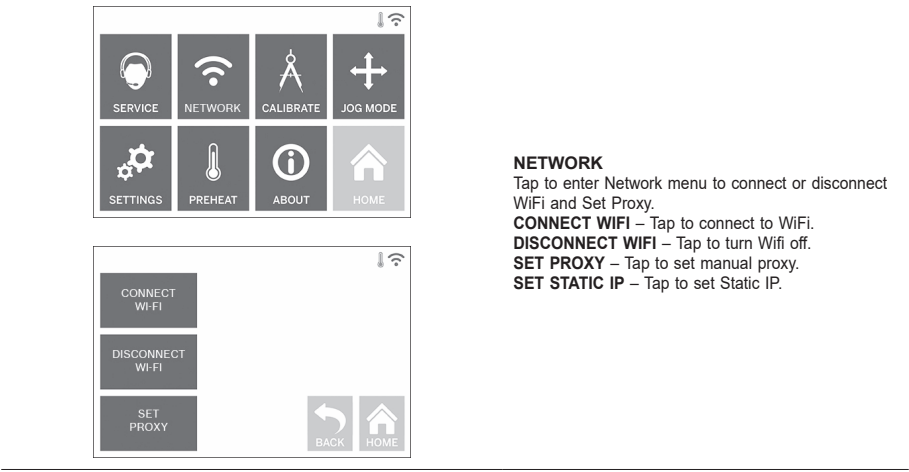 SERVICE
NETWORK
CALIBRATE
JOG MODE
SETTINGS
PREHEAT
ABOUT
HOME
CONNECT
WI-FI
DISCONNECT
WI-FI
SET
PROXY
BACK
HOME
NETWORK
Tap to enter Network menu to connect or disconnect
WiFi and Set Proxy.
CONNECT WIFI – Tap to connect to WiFi.
DISCONNECT WIFI – Tap to turn Wifi off.
SET PROXY – Tap to set manual proxy.
SET STATIC IP – Tap to set Static IP.